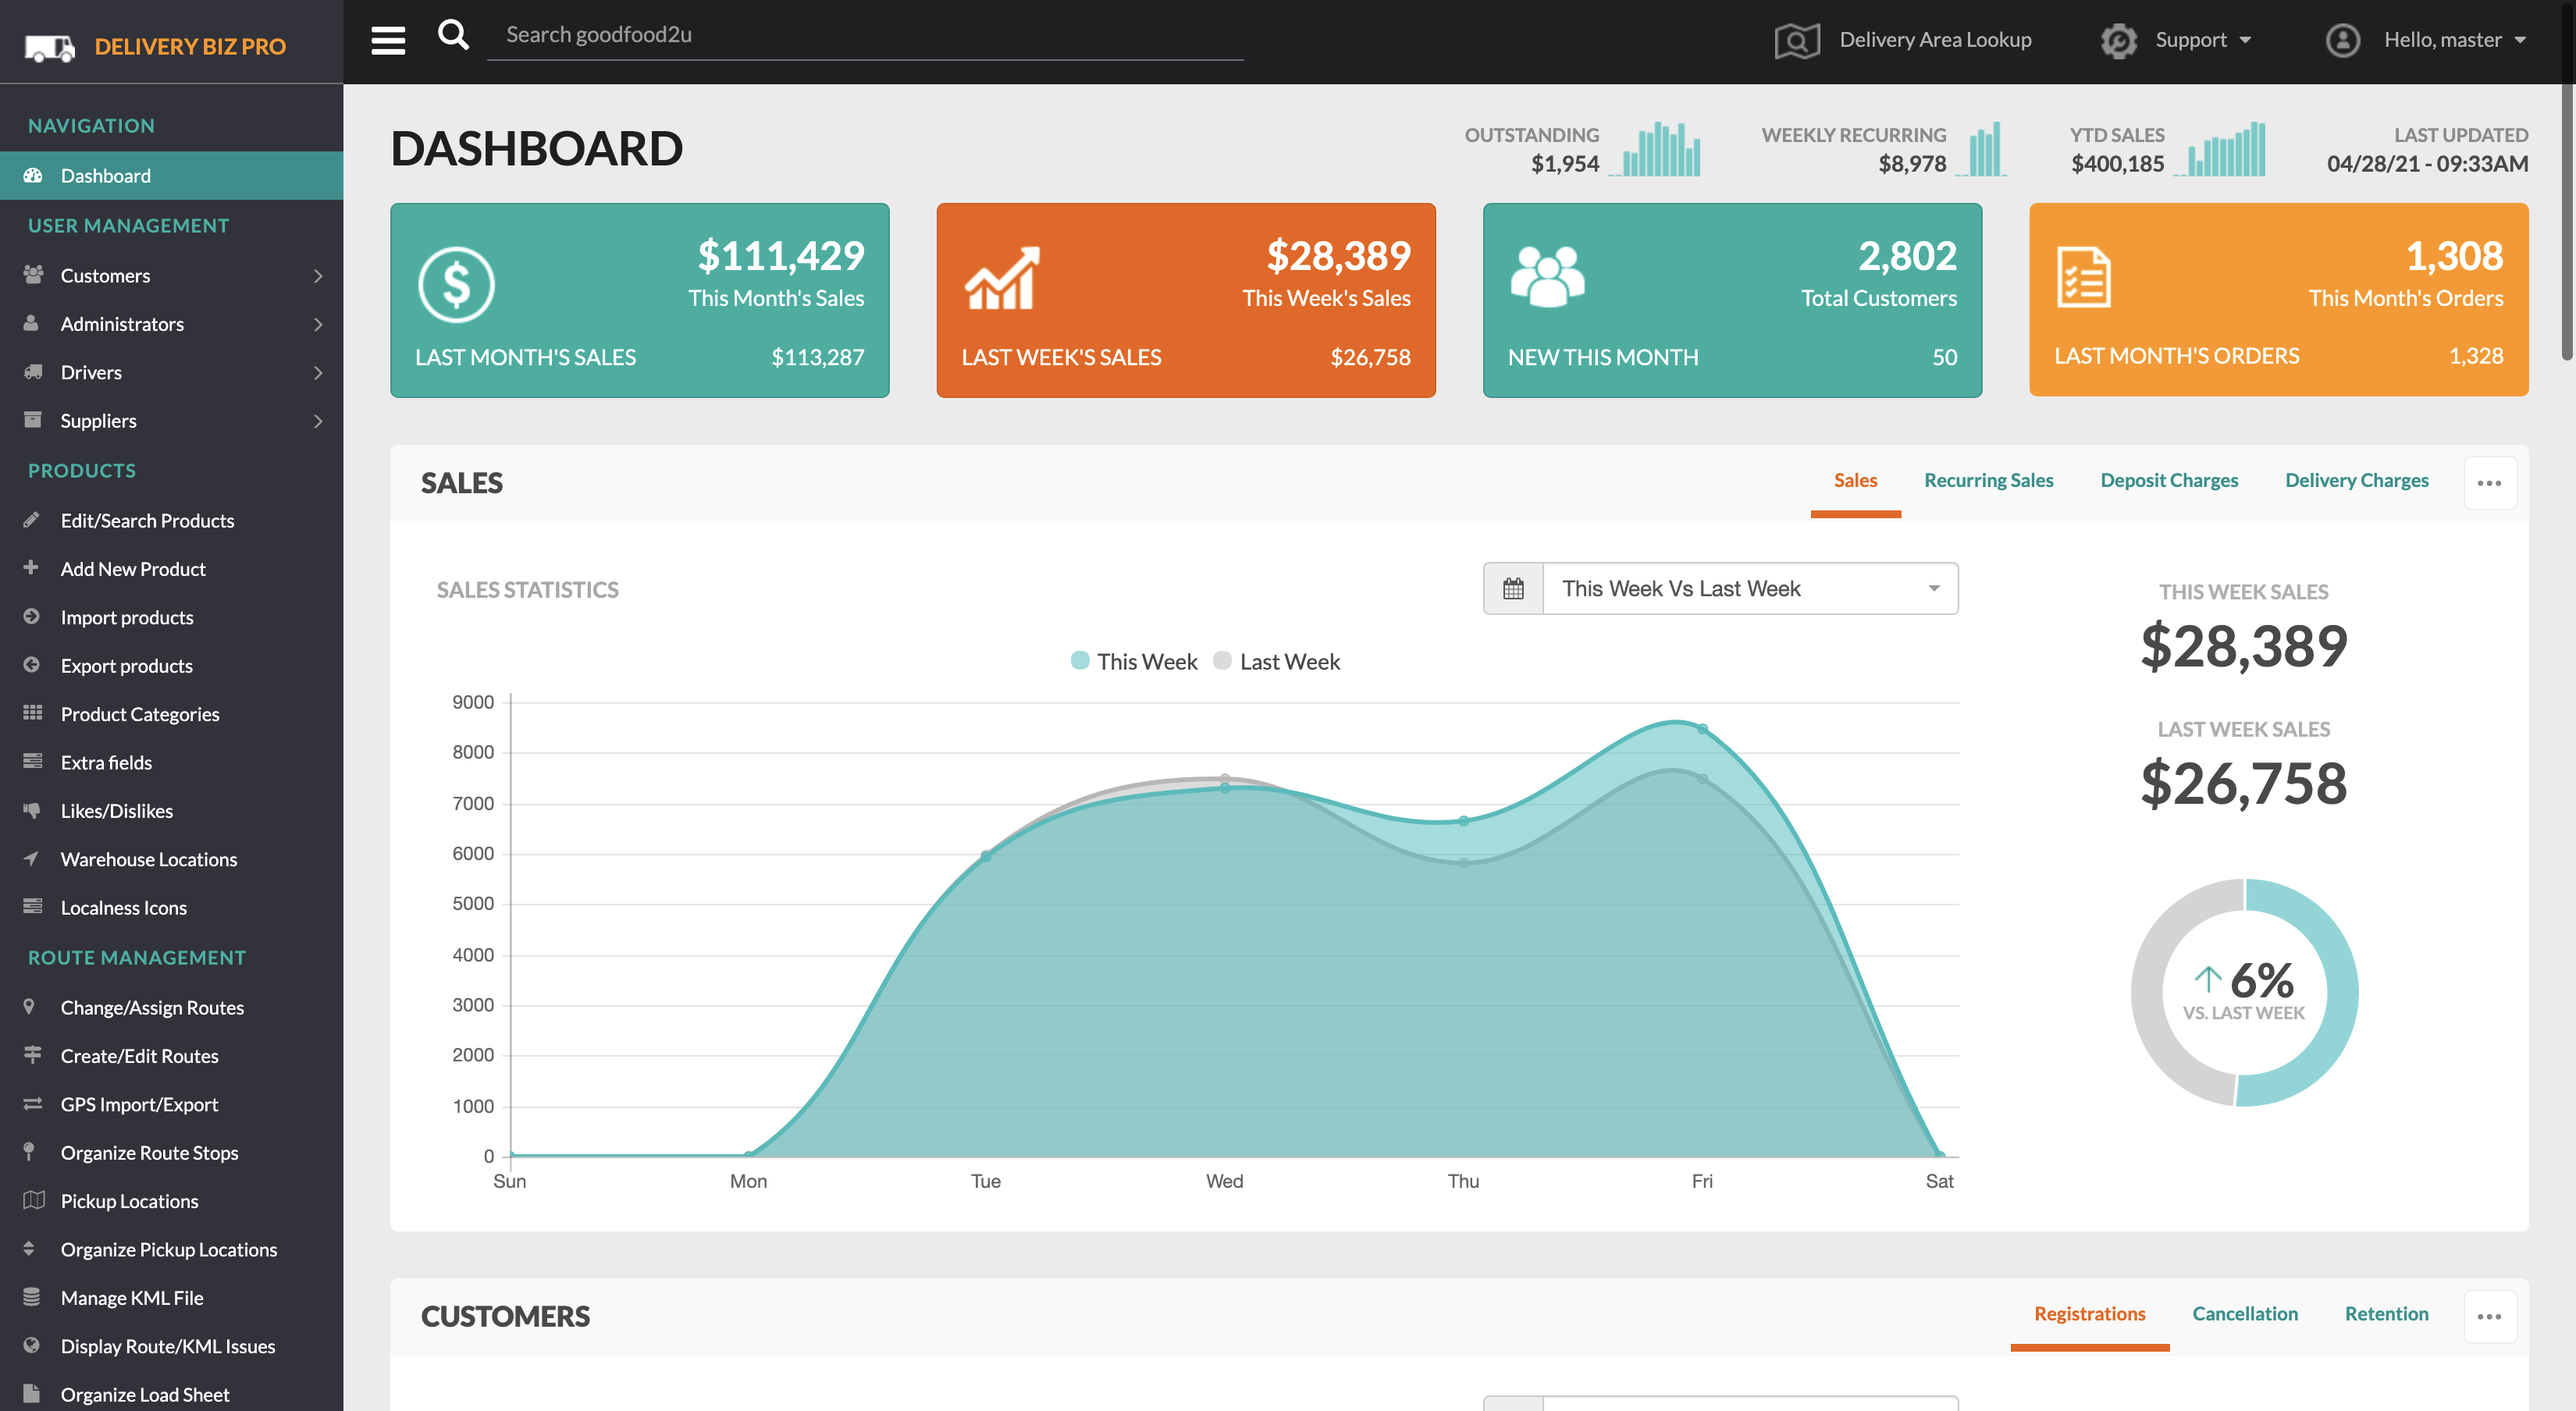 DELIVERY BIZ PRO
Search goodfood2u
Delivery Area Lookup
Support
Hello, master
NAVIGATION
Dashboard
USER MANAGEMENT
Customers
Administrators
Drivers
Suppliers
PRODUCTS
Edit/Search Products
Add New Product
Import products
Export products
Product Categories
Extra fields
Likes/Dislikes
Warehouse Locations
Localness Icons
ROUTE MANAGEMENT
Change/Assign Routes
Create/Edit Routes
GPS Import/Export
Organize Route Stops
Pickup Locations
Organize Pickup Locations
Manage KML File
Display Route/KML Issues
Organize Load Sheet
DASHBOARD
OUTSTANDING
$1,954
WEEKLY RECURRING
$8,978
YTD SALES
$400,185
LAST UPDATED
04/28/21 - 09:33AM
$111,429
This Month's Sales
LAST MONTH'S SALES $113,287
$28,389
This Week's Sales
LAST WEEK'S SALES $26,758
2,802
Total Customers
NEW THIS MONTH 50
1,308
This Month's Orders
LAST MONTH'S ORDERS 1,328
SALES
Sales Recurring Sales Deposit Charges Delivery Charges
SALES STATISTICS
This Week Vs Last Week
This Week Last Week
9000
8000
7000
6000
5000
4000
3000
2000
1000
0
Sun Mon Tue Wed Thu Fri Sat
THIS WEEK SALES
$28,389
LAST WEEK SALES
$26,758
6%
VS. LAST WEEK
CUSTOMERS
Registrations Cancellation Retention